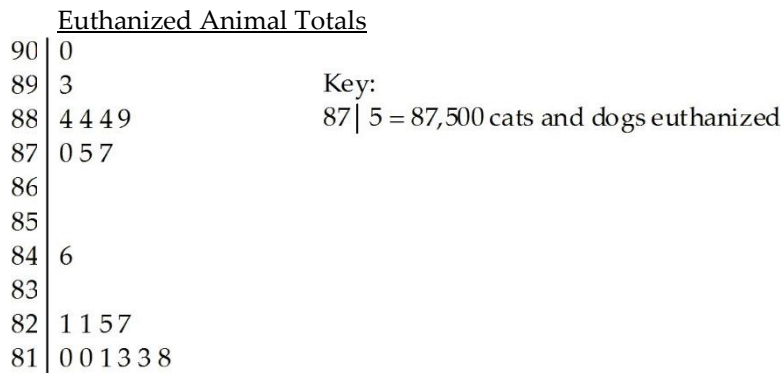 Euthanized Animal Totals
90 | 0
89 | 3
88 | 4 4 4 9
87 | 0 5 7
86 |
85 |
84 | 6
83 |
82 | 1 1 5 7
81 | 0 0 1 3 3 8
Key:
87 | 5 = 87,500 cats and dogs euthanized